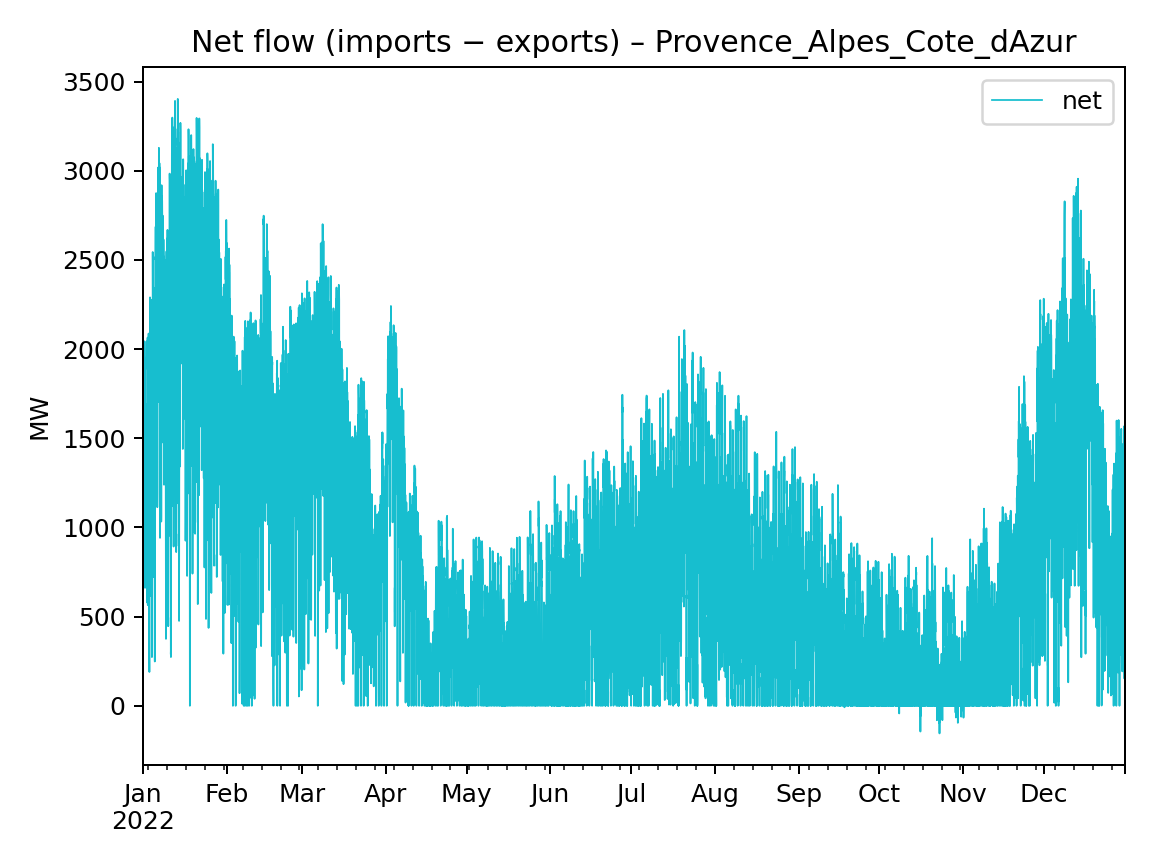 Net flow (imports − exports) – Provence_Alpes_Cote_dAzur
net
3500
3000
2500
2000
1500
1000
500
0
MW
Jan Feb Mar Apr May Jun Jul Aug Sep Oct Nov Dec
2022